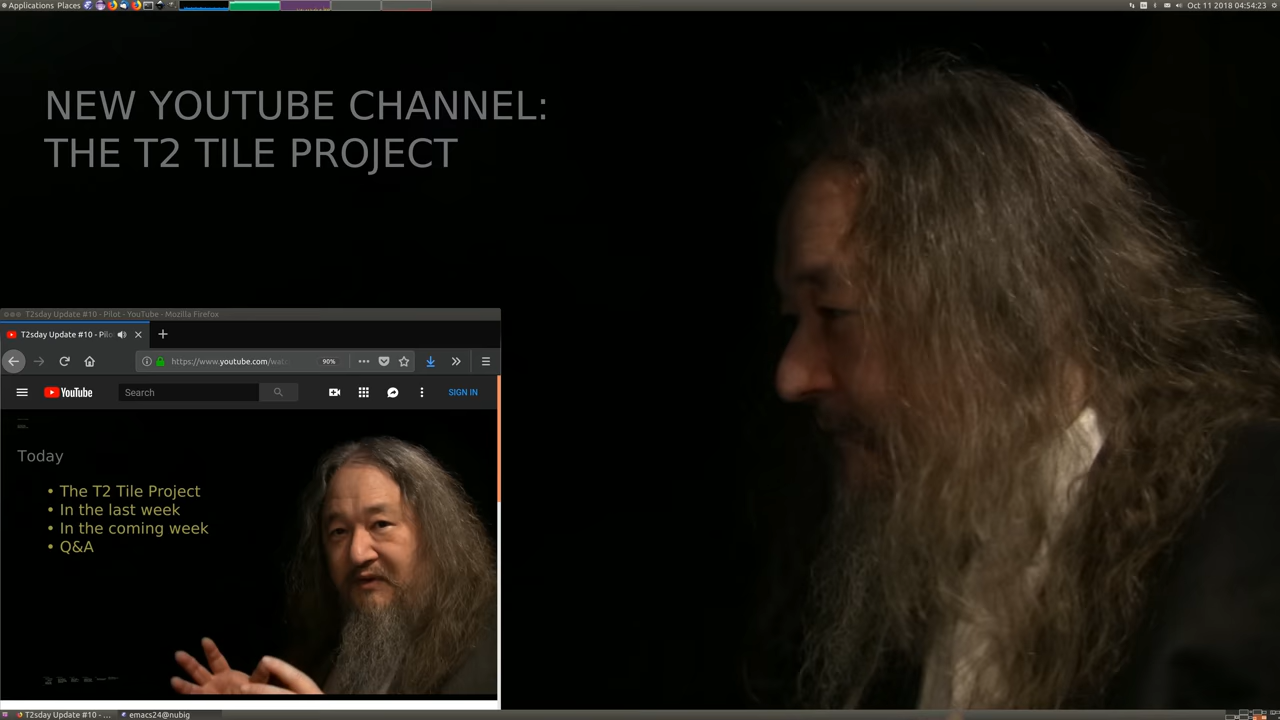 Applications Places
Oct 11 2018 04:54:23
NEW YOUTUBE CHANNEL:
THE T2 TILE PROJECT
T2sday Update #10 - Pilot - YouTube - Mozilla Firefox
T2sday Update #10 - Pilo
https://www.youtube.com/wat
90%
YouTube
Search
SIGN IN
Today
• The T2 Tile Project
• In the last week
• In the coming week
• Q&A
T2sday Update #10 - ...
emacs24@nubig